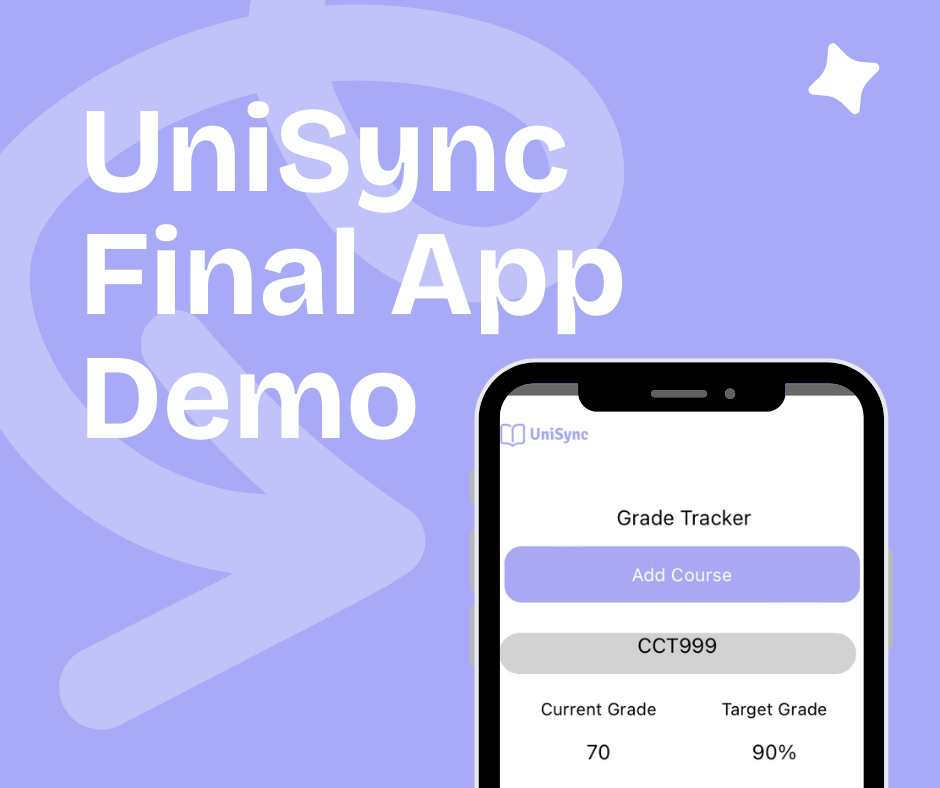 UniSync
Final App
Demo
UniSync
Grade Tracker
Add Course
CCT999
Current Grade Target Grade
70 90%